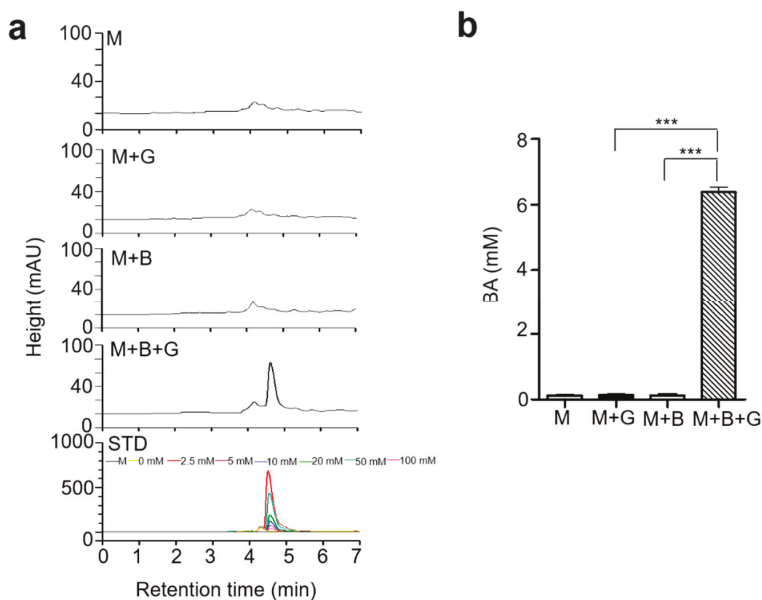 a
b
100
M
40
0
100
M+G
40
0
100
M+B
40
0
100
M+B+G
40
0
1000
STD
M 0 mM 2.5 mM 5 mM 10 mM 20 mM 50 mM 100 mM
500
0
0 1 2 3 4 5 6 7
Retention time (min)
Height (mAU)
***
***
8
6
4
2
0
BA (mM)
M M+G M+B M+B+G